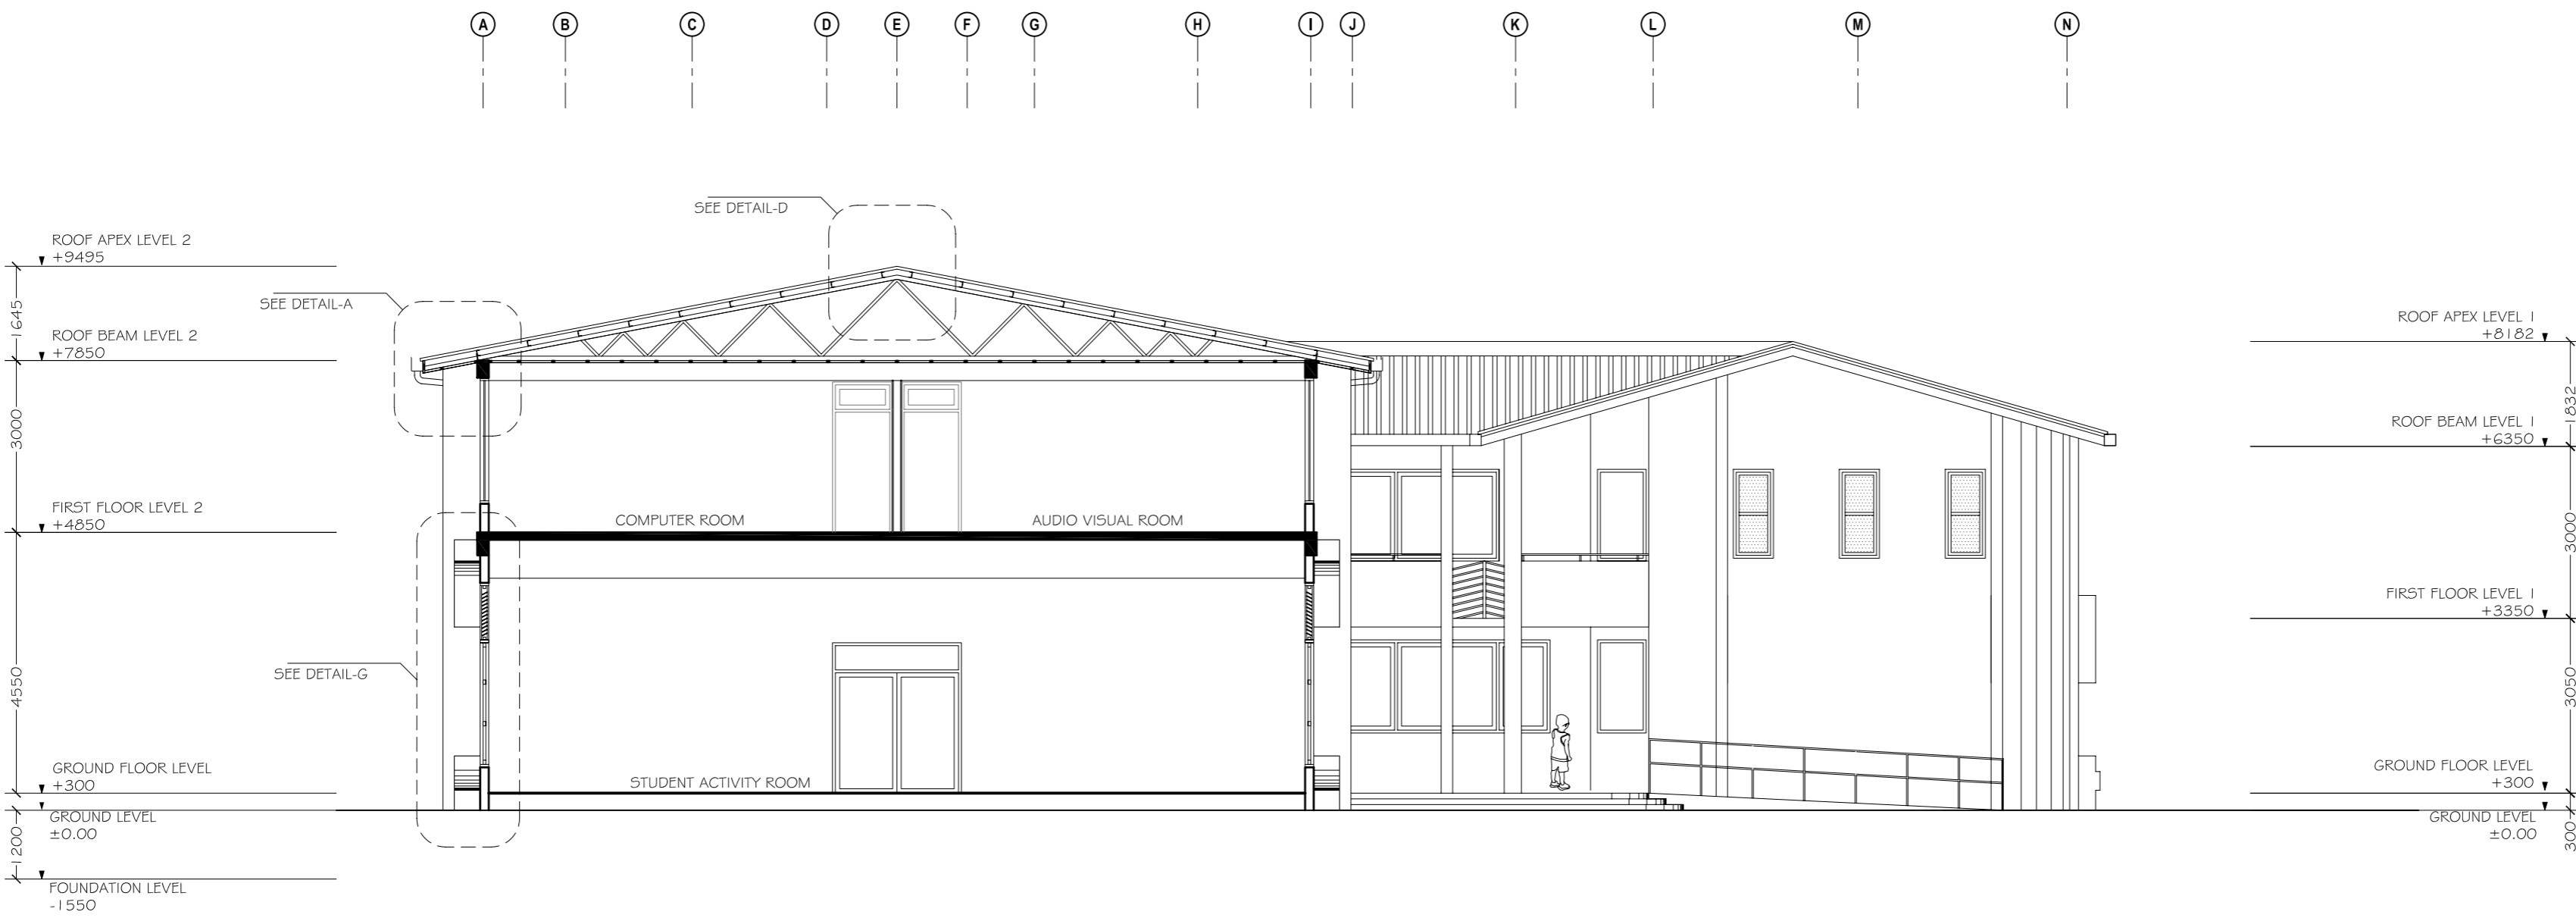 A B C D E F G H I J K L M N
SEE DETAIL-D
ROOF APEX LEVEL 2
+9495
SEE DETAIL-A
1645
ROOF BEAM LEVEL 2
+7850
3000
FIRST FLOOR LEVEL 2
+4850
COMPUTER ROOM
AUDIO VISUAL ROOM
4550
SEE DETAIL-G
STUDENT ACTIVITY ROOM
GROUND FLOOR LEVEL
+300
GROUND LEVEL
±0.00
1200
FOUNDATION LEVEL
-1550
ROOF APEX LEVEL 1
+8182
1832
ROOF BEAM LEVEL 1
+6350
3000
FIRST FLOOR LEVEL 1
+3350
3050
GROUND FLOOR LEVEL
+300
GROUND LEVEL
±0.00
300